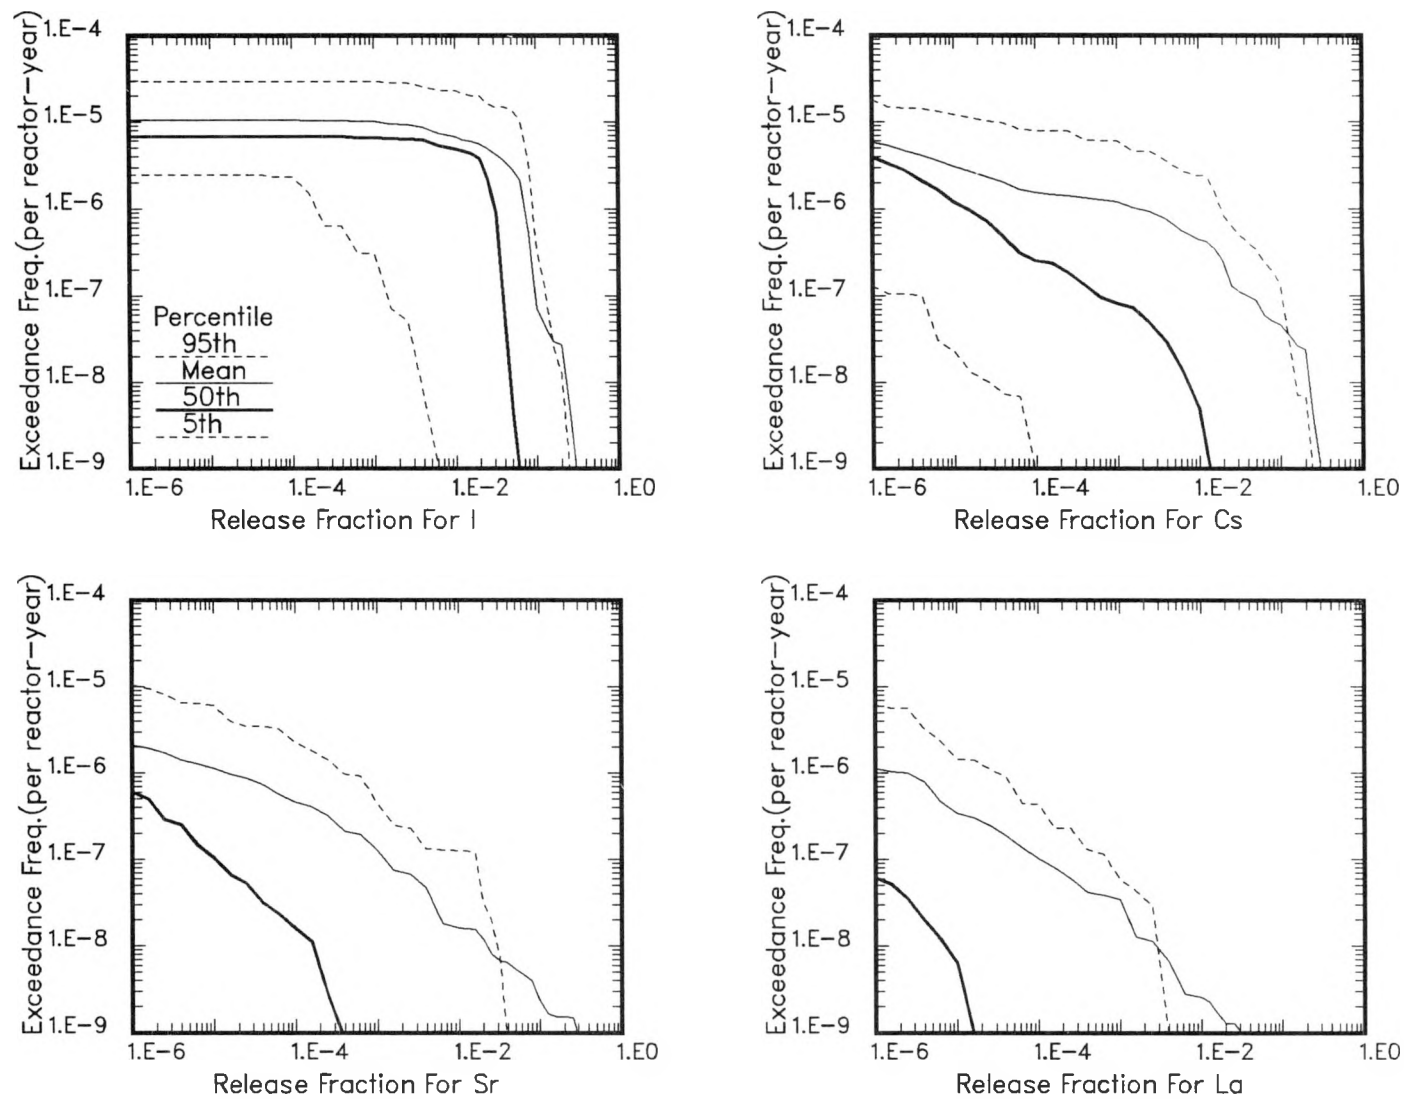 Exceedance Freq.(per reactor-year)
1.E-4
1.E-5
1.E-6
1.E-7
1.E-8
1.E-9
Percentile
95th
Mean
50th
5th
1.E-6 1.E-4 1.E-2 1.E0
Release Fraction For I
Exceedance Freq.(per reactor-year)
1.E-4
1.E-5
1.E-6
1.E-7
1.E-8
1.E-9
1.E-6 1.E-4 1.E-2 1.E0
Release Fraction For Cs
Exceedance Freq.(per reactor-year)
1.E-4
1.E-5
1.E-6
1.E-7
1.E-8
1.E-9
1.E-6 1.E-4 1.E-2 1.E0
Release Fraction For Sr
Exceedance Freq.(per reactor-year)
1.E-4
1.E-5
1.E-6
1.E-7
1.E-8
1.E-9
1.E-6 1.E-4 1.E-2 1.E0
Release Fraction For La